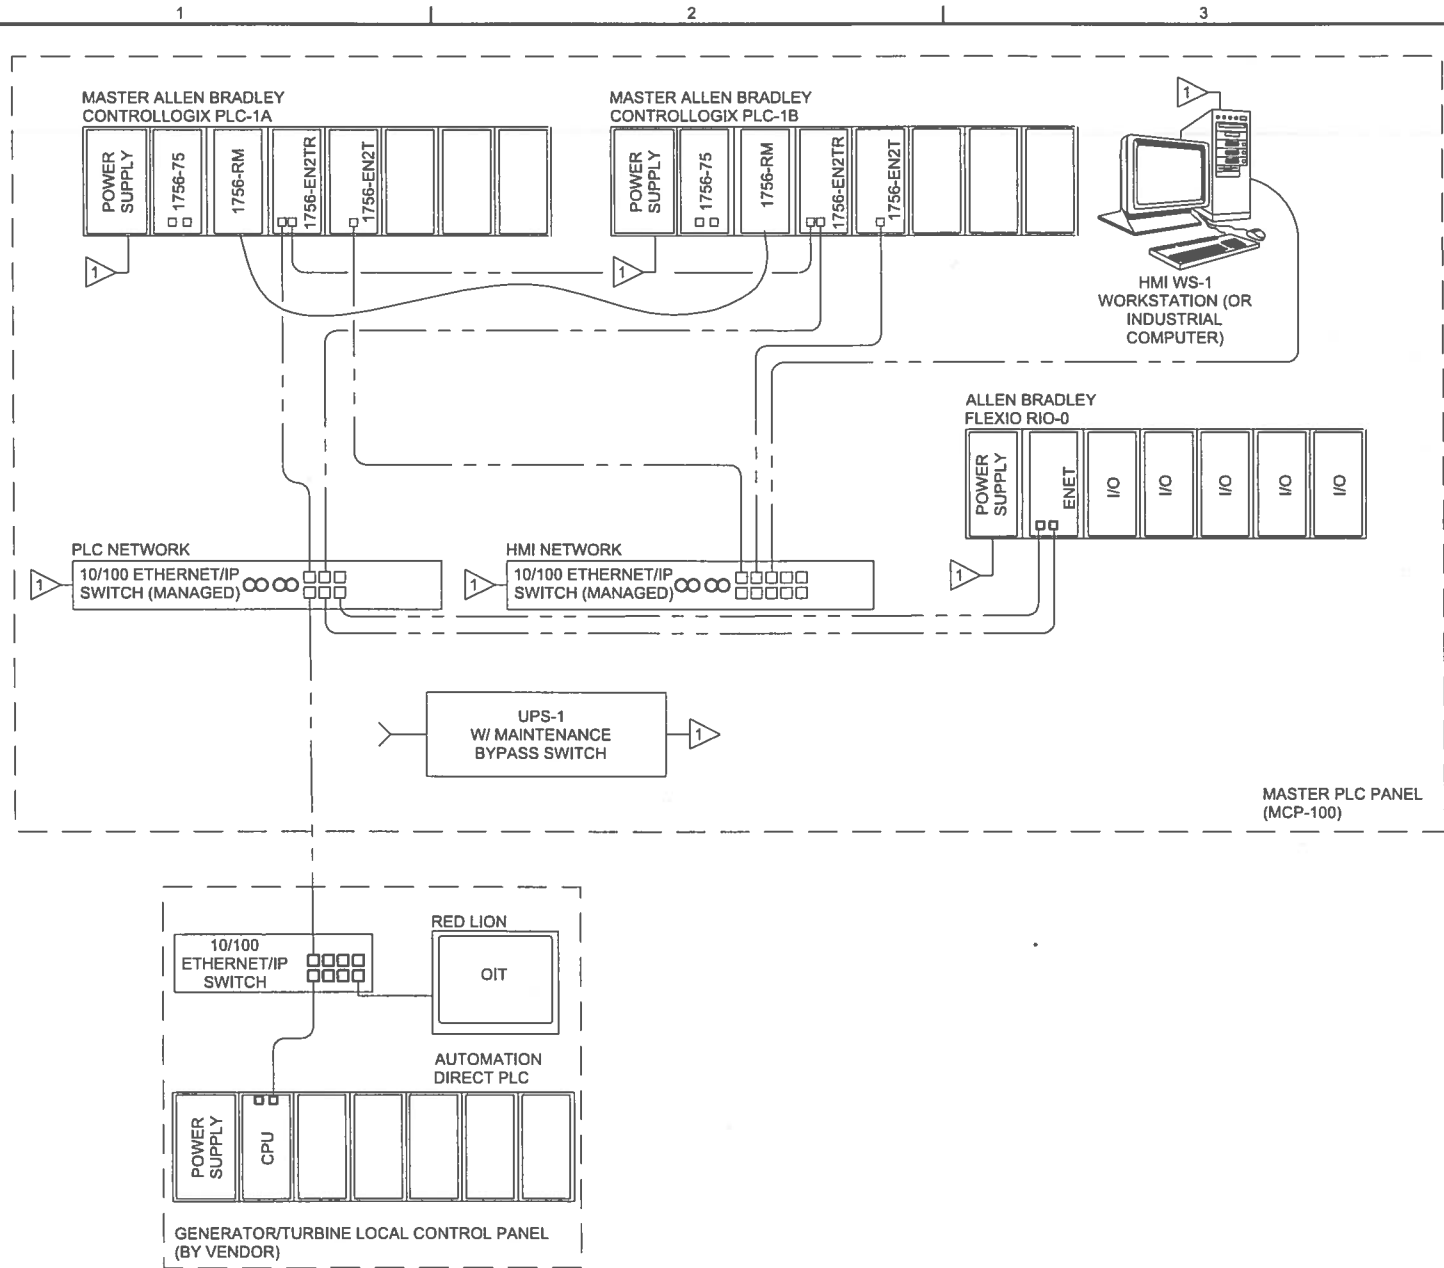 1
2
3
MASTER ALLEN BRADLEY
CONTROLLOGIX PLC-1A
POWER
SUPPLY
1756-75
1756-RM
1756-EN2TR
1756-EN2T
1
MASTER ALLEN BRADLEY
CONTROLLOGIX PLC-1B
POWER
SUPPLY
1756-75
1756-RM
1756-EN2TR
1756-EN2T
1
1
HMI WS-1
WORKSTATION (OR
INDUSTRIAL
COMPUTER)
ALLEN BRADLEY
FLEXIO RIO-0
POWER
SUPPLY
ENET
I/O
I/O
I/O
I/O
I/O
1
PLC NETWORK
1
10/100 ETHERNET/IP
SWITCH (MANAGED)
HMI NETWORK
1
10/100 ETHERNET/IP
SWITCH (MANAGED)
UPS-1
W/ MAINTENANCE
BYPASS SWITCH
1
MASTER PLC PANEL
(MCP-100)
10/100
ETHERNET/IP
SWITCH
RED LION
OIT
AUTOMATION
DIRECT PLC
POWER
SUPPLY
CPU
GENERATOR/TURBINE LOCAL CONTROL PANEL
(BY VENDOR)